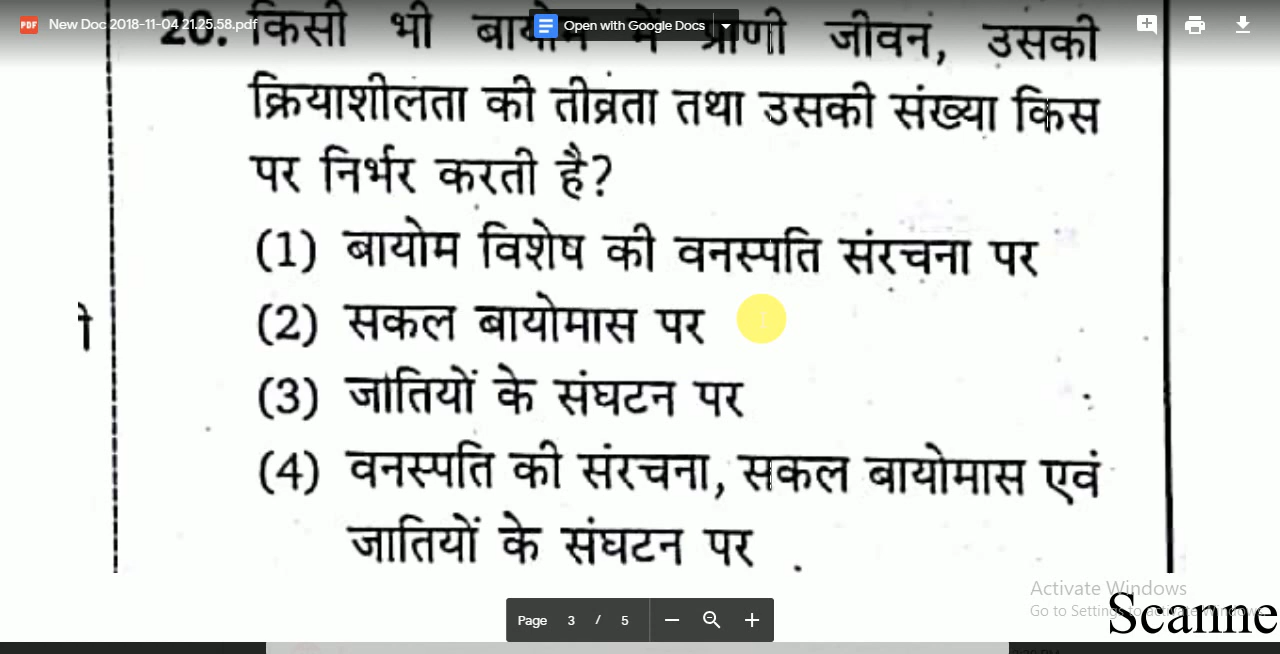 New Doc 2018-11-04 21.25.58.pdf
Open with Google Docs
20. किसी भी बायोम में प्राणी जीवन, उसकी
क्रियाशीलता की तीव्रता तथा उसकी संख्या किस
पर निर्भर करती है?
(1) बायोम विशेष की वनस्पति संरचना पर
(2) सकल बायोमास पर
(3) जातियों के संघटन पर
(4) वनस्पति की संरचना, सकल बायोमास एवं
जातियों के संघटन पर
Activate Windows
Scanne
Page 3 / 5